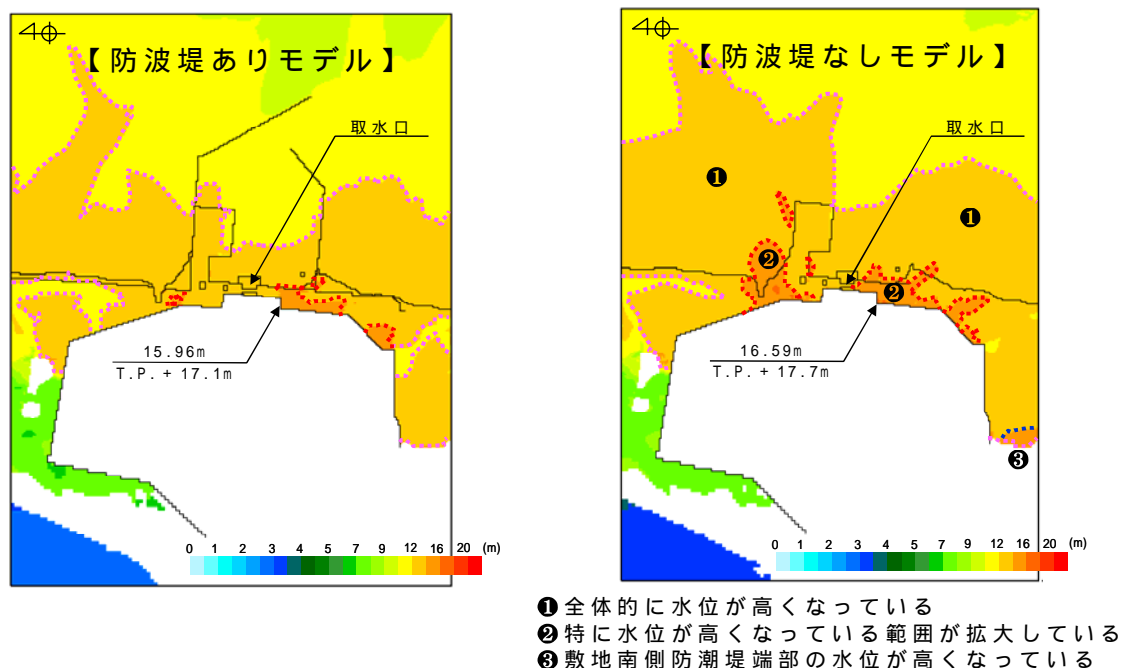 【防波堤ありモデル】
取水口
15.96m
T.P.+17.1m
0 1 2 3 4 5 7 9 12 16 20 (m)
【防波堤なしモデル】
取水口
❶
❶
❷
❷
16.59m
T.P.+17.7m
❸
0 1 2 3 4 5 7 9 12 16 20 (m)
❶全体的に水位が高くなっている
❷特に水位が高くなっている範囲が拡大している
❸敷地南側防潮堤端部の水位が高くなっている